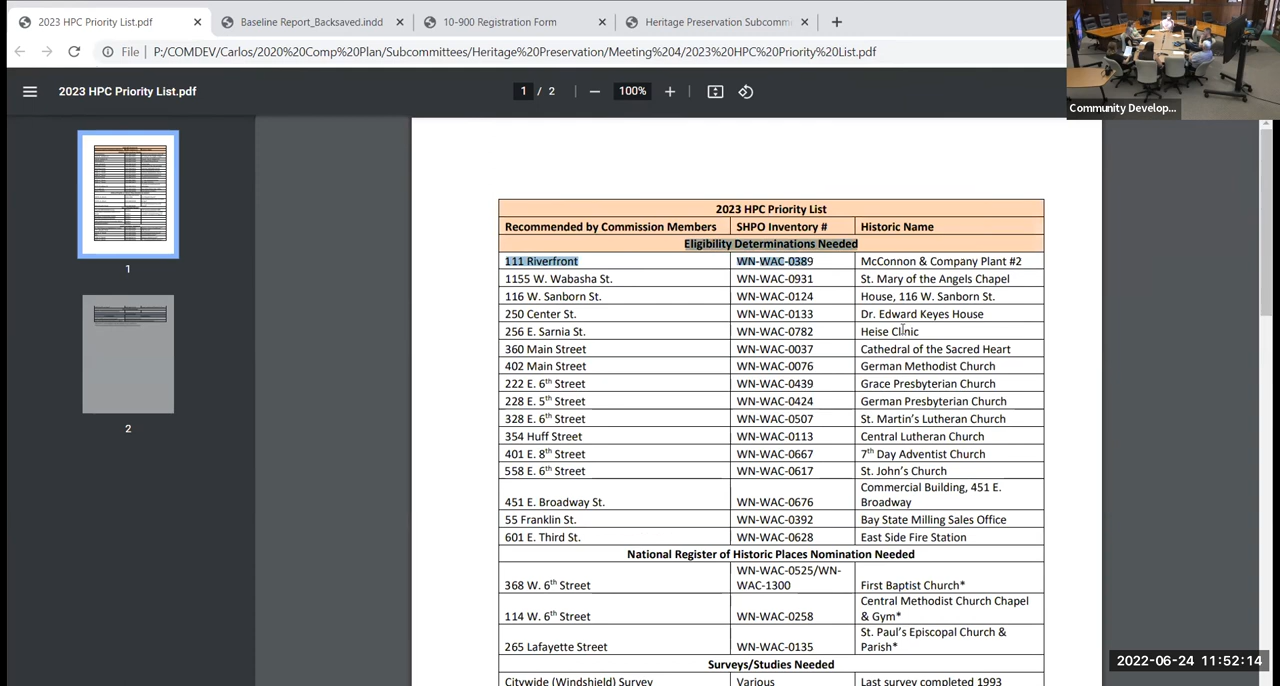 2023 HPC Priority List.pdf
Baseline Report_Backsaved.indd
10-900 Registration Form
Heritage Preservation Subcomm
File P:/COMDEV/Carlos/2020%20Comp%20Plan/Subcommittees/Heritage%20Preservation/Meeting%204/2023%20HPC%20Priority%20List.pdf
2023 HPC Priority List.pdf
1 / 2
100%
Community Develop...
1
2
2023 HPC Priority List
Recommended by Commission Members SHPO Inventory # Historic Name
Eligibility Determinations Needed
111 Riverfront WN-WAC-0389 McConnon & Company Plant #2
1155 W. Wabasha St. WN-WAC-0931 St. Mary of the Angels Chapel
116 W. Sanborn St. WN-WAC-0124 House, 116 W. Sanborn St.
250 Center St. WN-WAC-0133 Dr. Edward Keyes House
256 E. Sarnia St. WN-WAC-0782 Heise Clinic
360 Main Street WN-WAC-0037 Cathedral of the Sacred Heart
402 Main Street WN-WAC-0076 German Methodist Church
222 E. 6th Street WN-WAC-0439 Grace Presbyterian Church
228 E. 5th Street WN-WAC-0424 German Presbyterian Church
328 E. 6th Street WN-WAC-0507 St. Martin's Lutheran Church
354 Huff Street WN-WAC-0113 Central Lutheran Church
401 E. 8th Street WN-WAC-0667 7th Day Adventist Church
558 E. 6th Street WN-WAC-0617 St. John's Church
Commercial Building, 451 E.
451 E. Broadway St. WN-WAC-0676 Broadway
55 Franklin St. WN-WAC-0392 Bay State Milling Sales Office
601 E. Third St. WN-WAC-0628 East Side Fire Station
National Register of Historic Places Nomination Needed
WN-WAC-0525/WN-
368 W. 6th Street WAC-1300 First Baptist Church*
Central Methodist Church Chapel
114 W. 6th Street WN-WAC-0258 & Gym*
St. Paul's Episcopal Church &
265 Lafayette Street WN-WAC-0135 Parish*
Surveys/Studies Needed
Citywide (Windshield) Survey Various Last survey completed 1993
2022-06-24 11:52:14